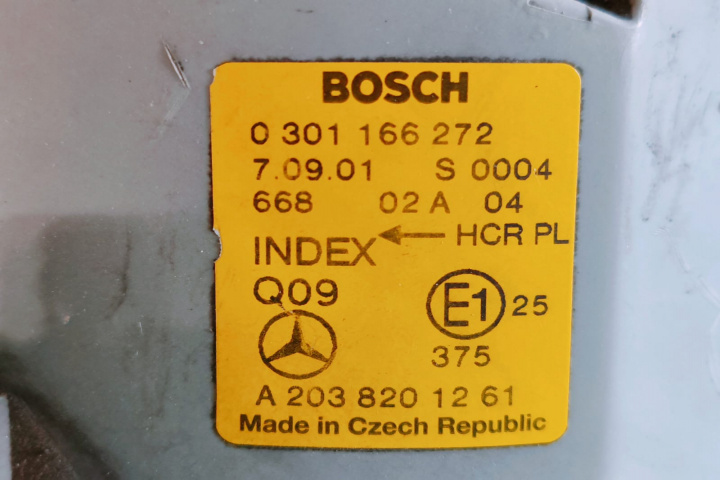 BOSCH
0 301 166 272
7.09.01 S 0004
668 02 A 04
INDEX ← HCR PL
Q09
E1 25
375
A 203 820 12 61
Made in Czech Republic